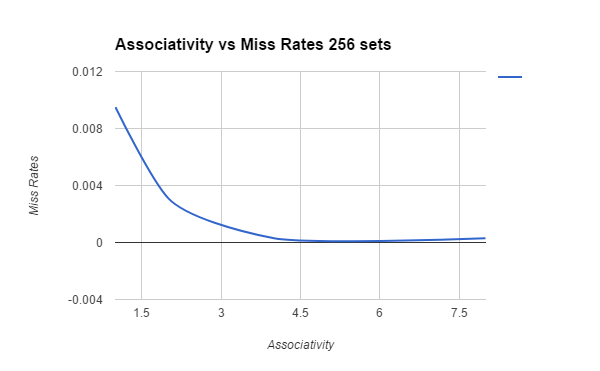 Associativity vs Miss Rates 256 sets
0.012
0.008
0.004
0
-0.004
Miss Rates
1.5 3 4.5 6 7.5
Associativity